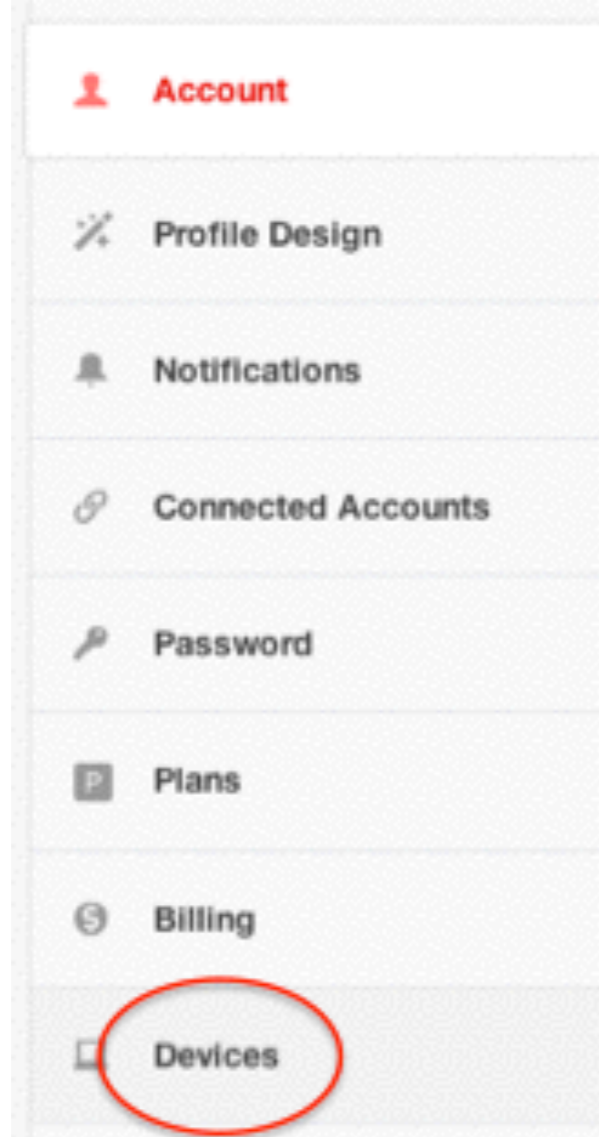 Account
Profile Design
Notifications
Connected Accounts
Password
P Plans
Billing
Devices